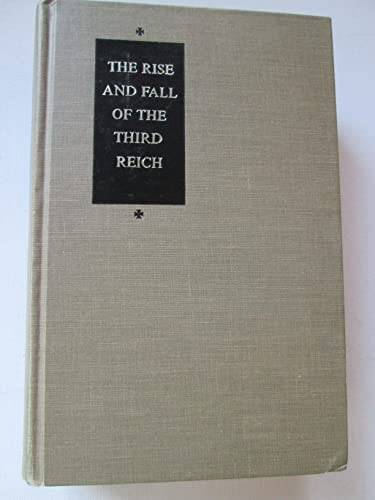 THE RISE
AND FALL
OF THE
THIRD
REICH